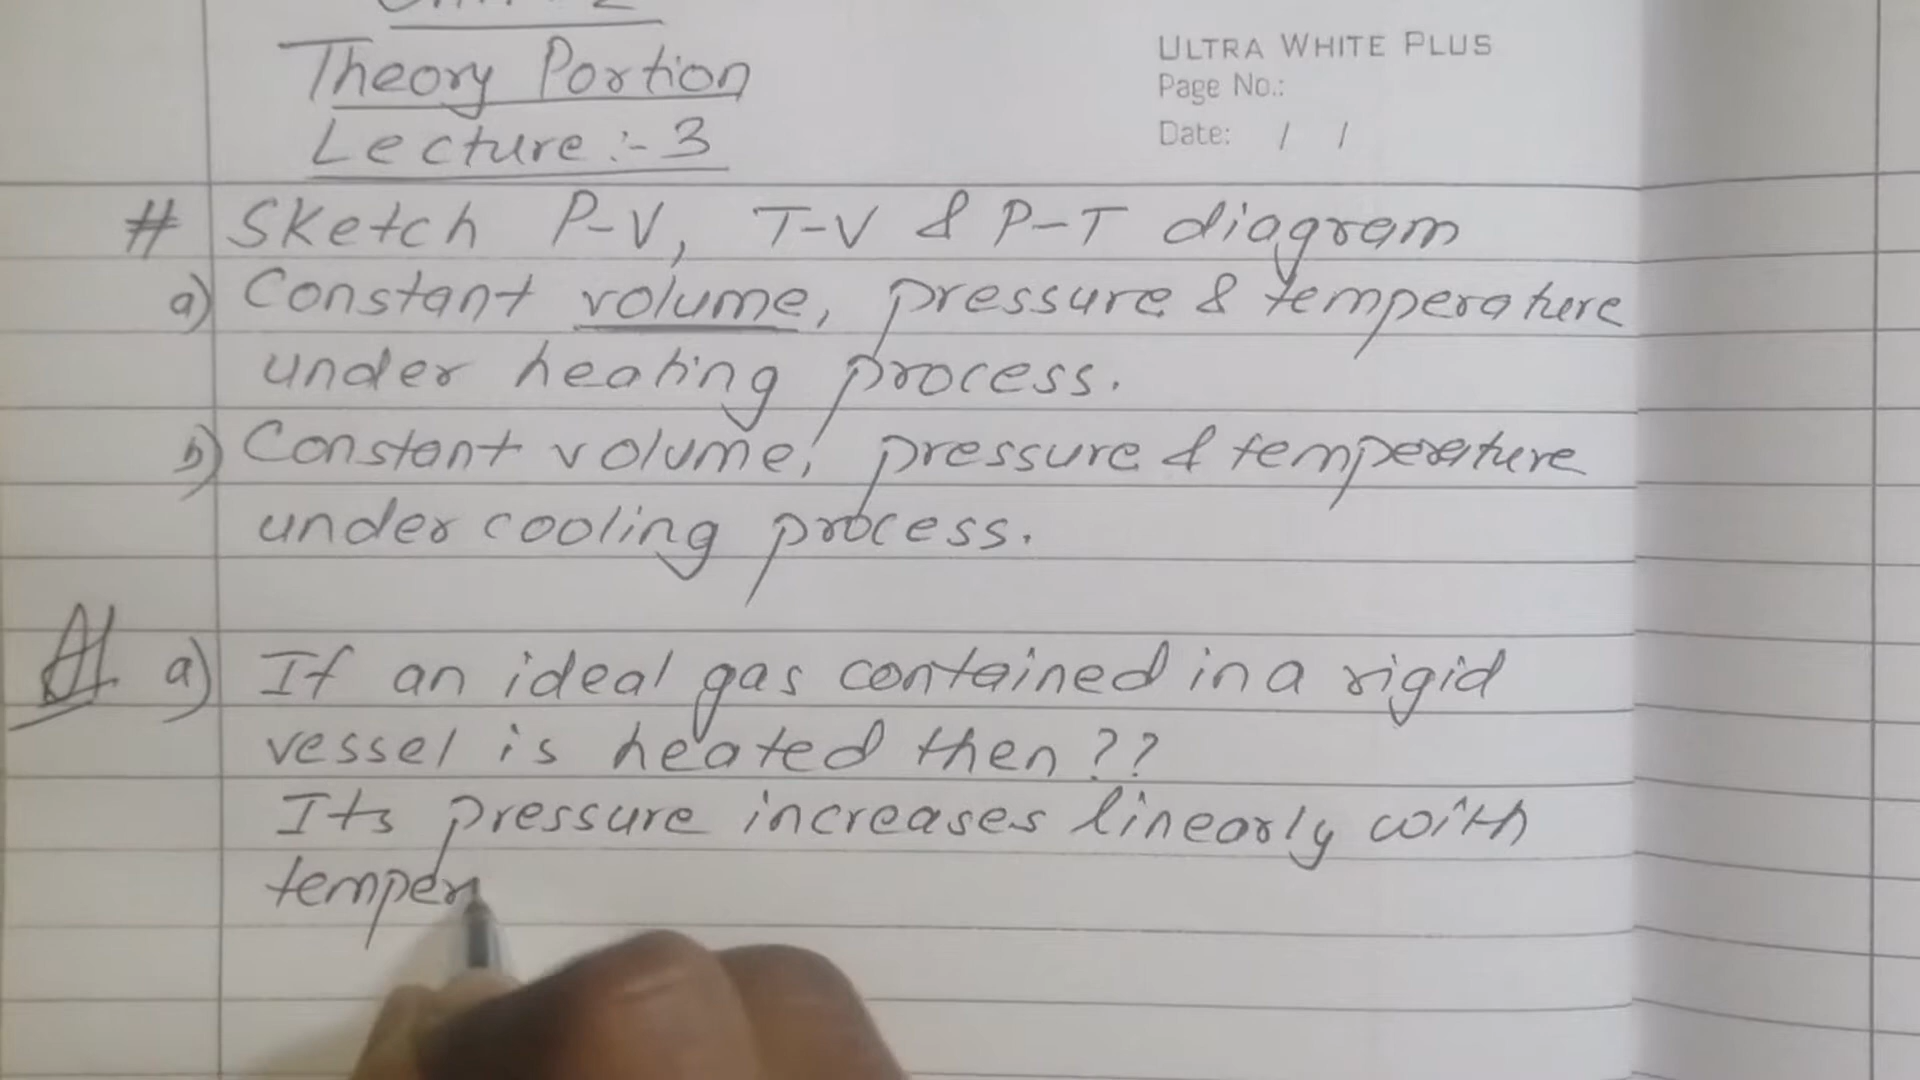 Theory Portion
Lecture :- 3
ULTRA WHITE PLUS
Page No.:
Date: / /
# Sketch P-V, T-V & P-T diagram
a) Constant volume, pressure & temperature
under heating process.
b) Constant volume, pressure & temperature
under cooling process.
a) If an ideal gas contained in a rigid
vessel is heated then ??
Its pressure increases linearly with
temper